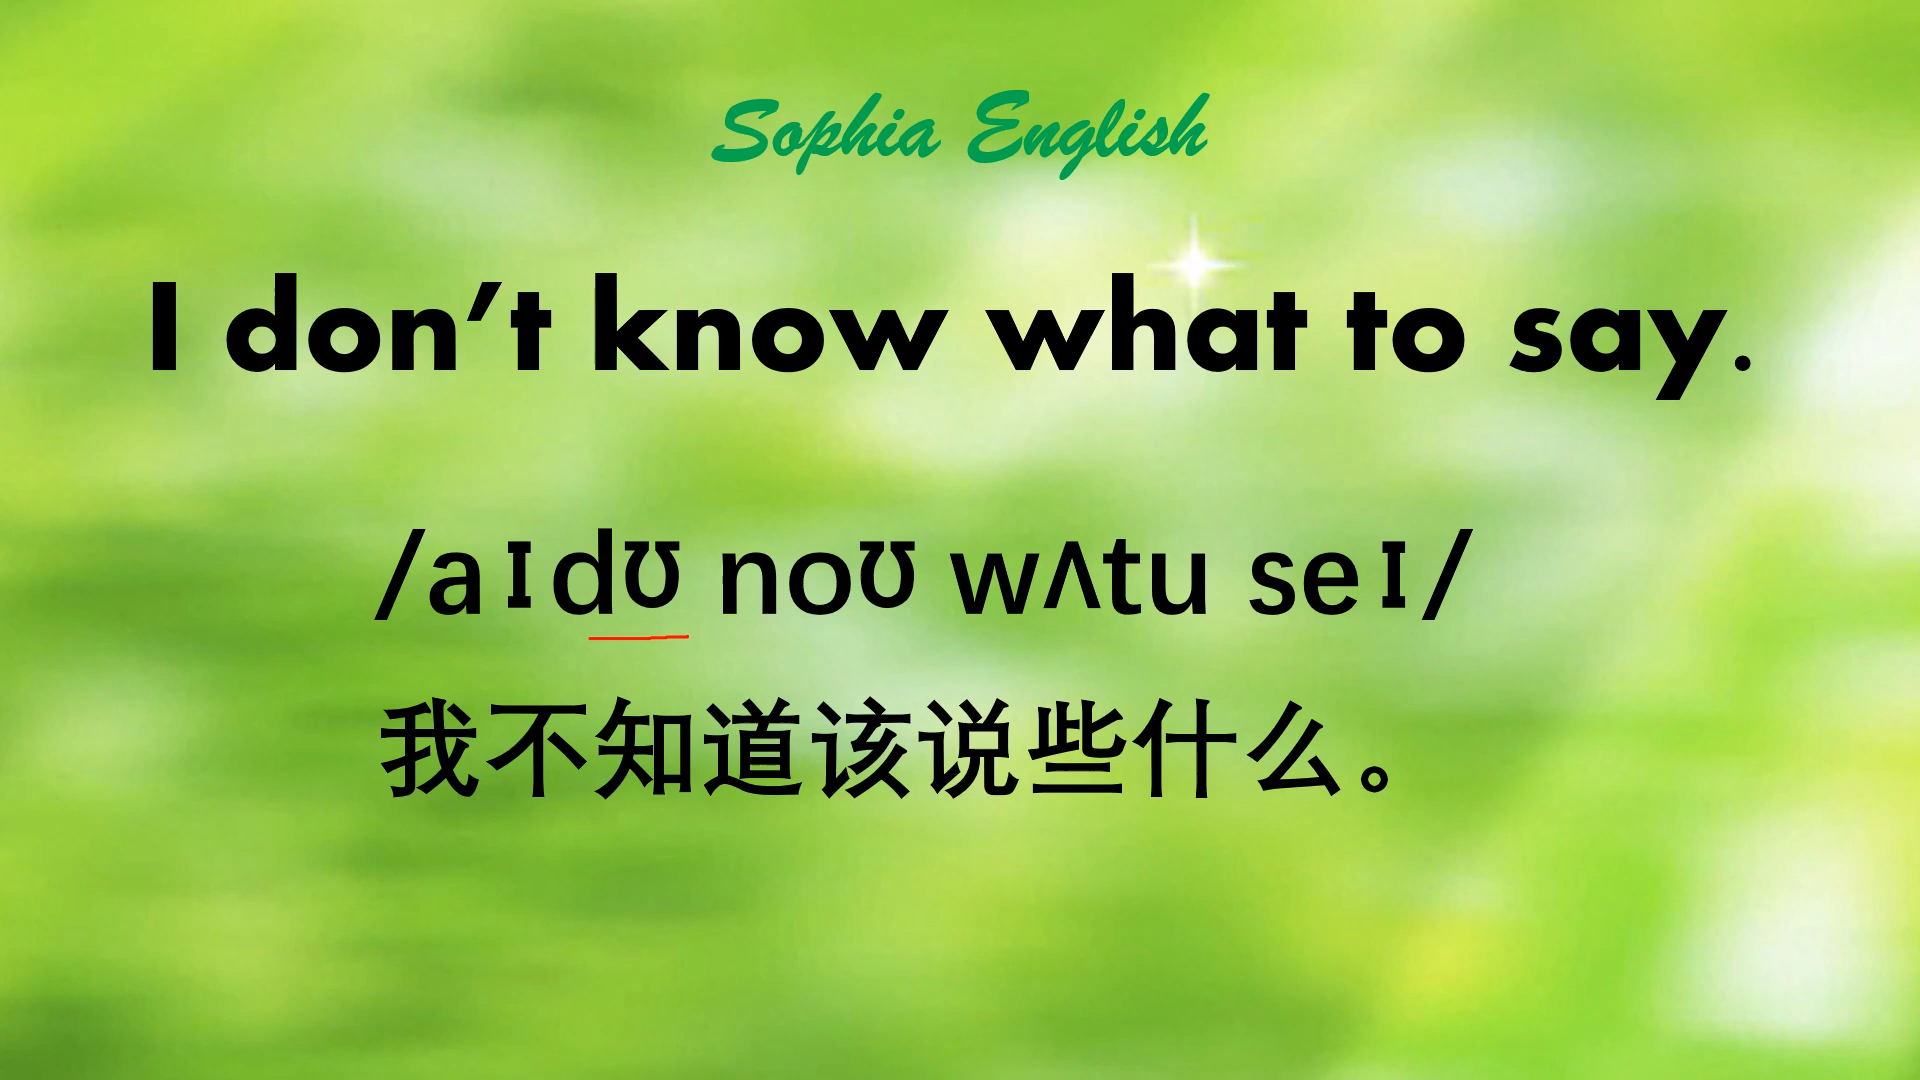 Sophia English
I don’t know what to say.
/aɪdʊ noʊ wʌtu seɪ/
我不知道该说些什么。